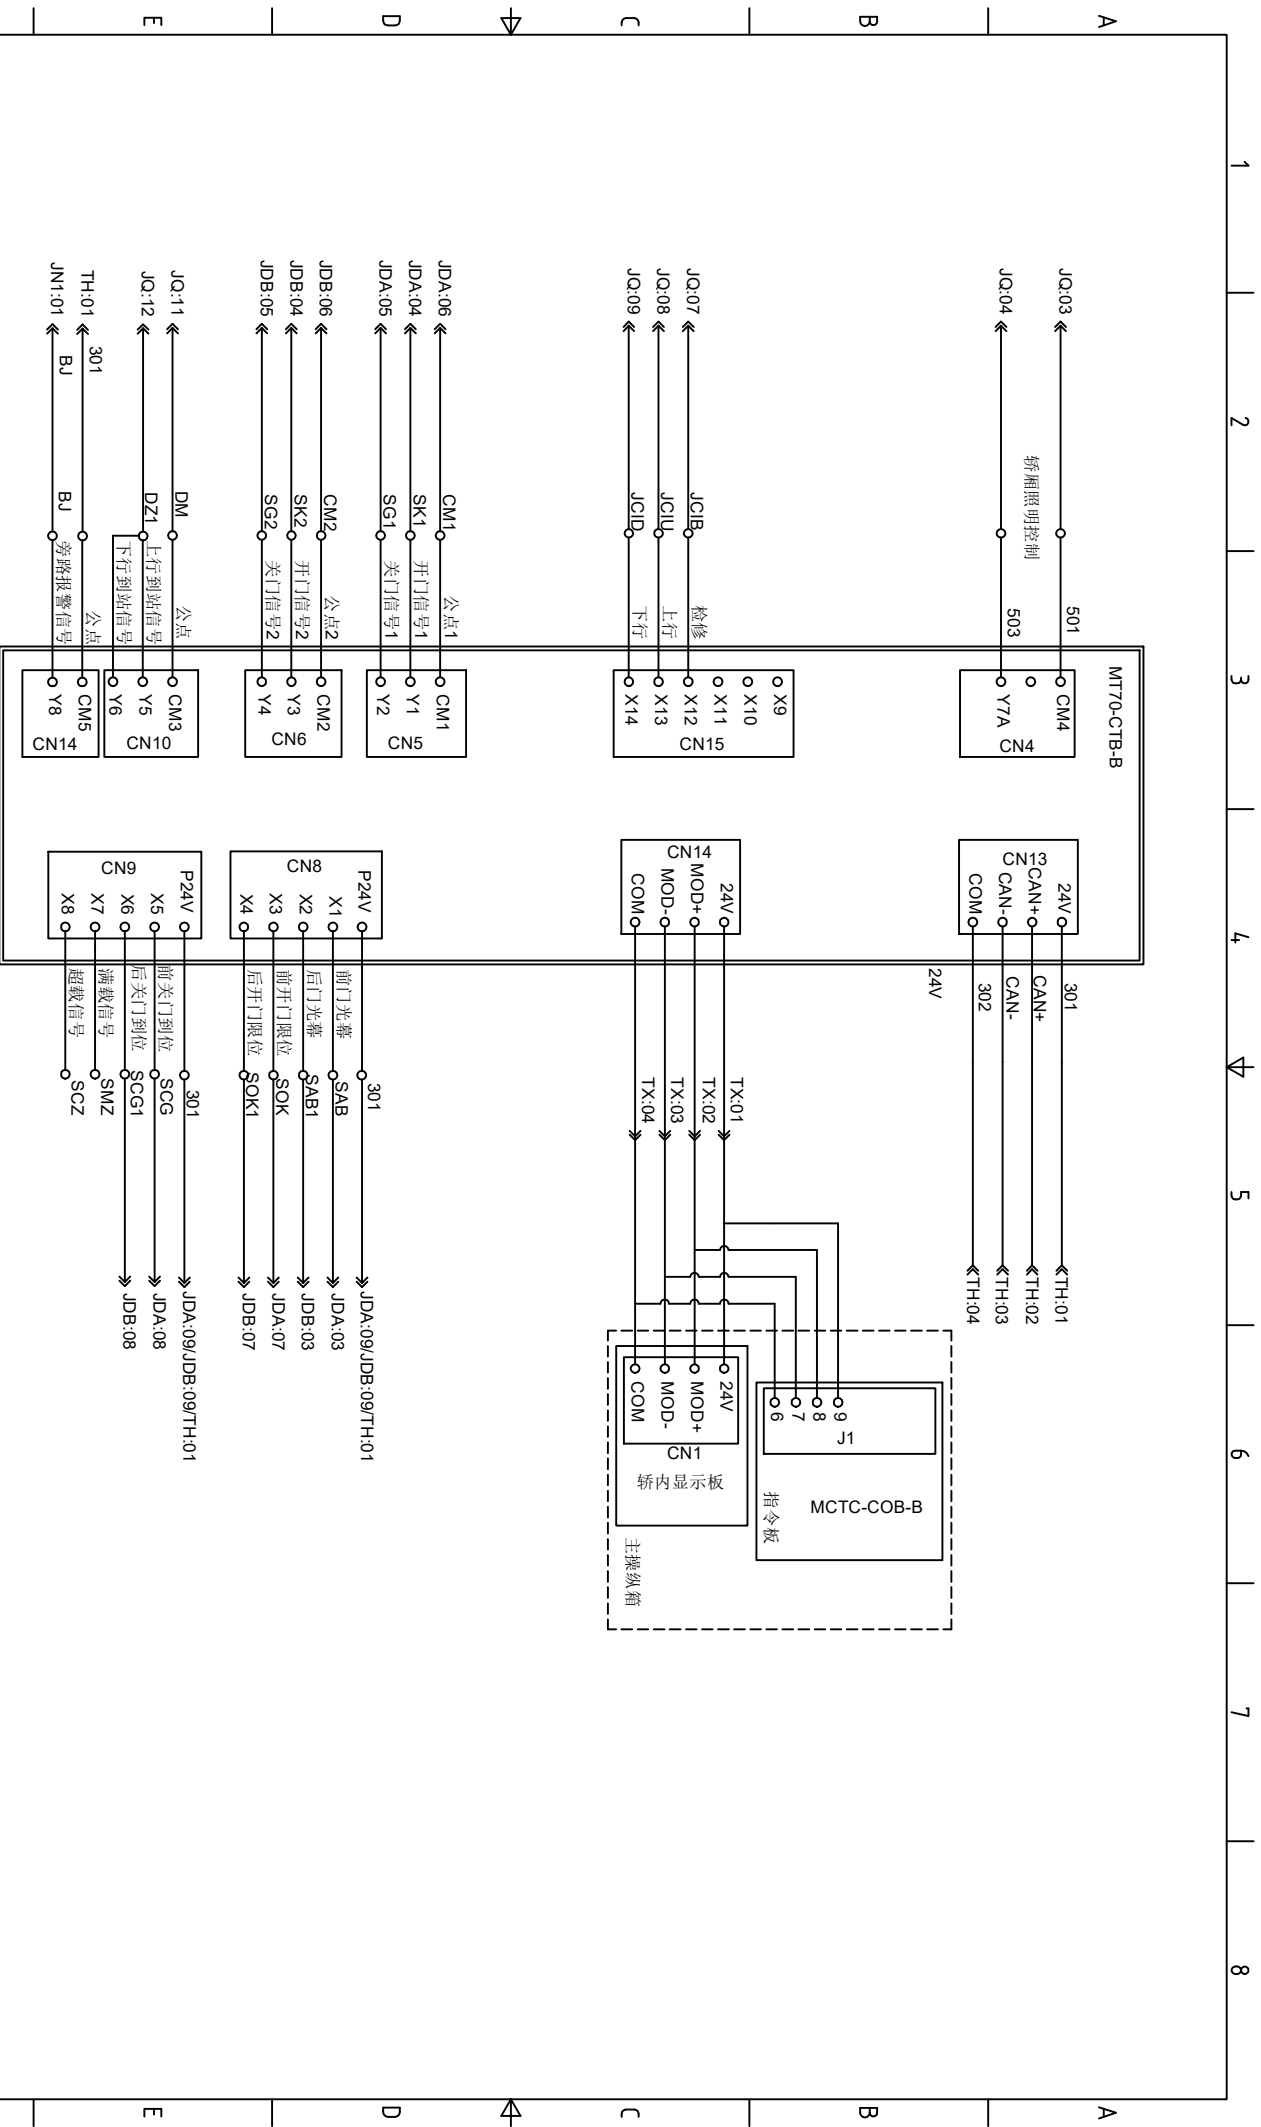 1
2
3
4
5
6
7
8
A
B
C
D
E
A
B
C
D
E
MT70-CTB-B
JQ:03
501
CM4
轿厢照明控制
JQ:04
503
Y7A
CN4
X9
X10
X11
JQ:07
JCIB
检修
X12
JQ:08
JCIU
上行
X13
JQ:09
JCID
下行
X14
CN15
JDA:06
CM1
公点1
CM1
JDA:04
SK1
开门信号1
Y1
JDA:05
SG1
关门信号1
Y2
CN5
JDB:06
CM2
公点2
CM2
JDB:04
SK2
开门信号2
Y3
JDB:05
SG2
关门信号2
Y4
CN6
JQ:11
DM
公点
CM3
JQ:12
DZ1
上行到站信号
Y5
下行到站信号
Y6
CN10
TH:01
301
公点
CM5
JN1:01
BJ
BJ
旁路报警信号
Y8
CN14
CN13
24V
301
TH:01
CAN+
CAN+
TH:02
CAN-
CAN-
TH:03
COM
302
TH:04
24V
CN14
24V
TX:01
MOD+
TX:02
MOD-
TX:03
COM
TX:04
9
8
7
6
J1
MCTC-COB-B
指令板
24V
MOD+
MOD-
COM
CN1
轿内显示板
主操纵箱
CN8
P24V
301
JDA:09/JDB:09/TH:01
X1
前门光幕
SAB
JDA:03
X2
后门光幕
SAB1
JDB:03
X3
前开门限位
SOK
JDA:07
X4
后开门限位
SOK1
JDB:07
CN9
P24V
301
JDA:09/JDB:09/TH:01
X5
前关门到位
SCG
JDA:08
X6
后关门到位
SCG1
JDB:08
X7
满载信号
SMZ
X8
超载信号
SCZ